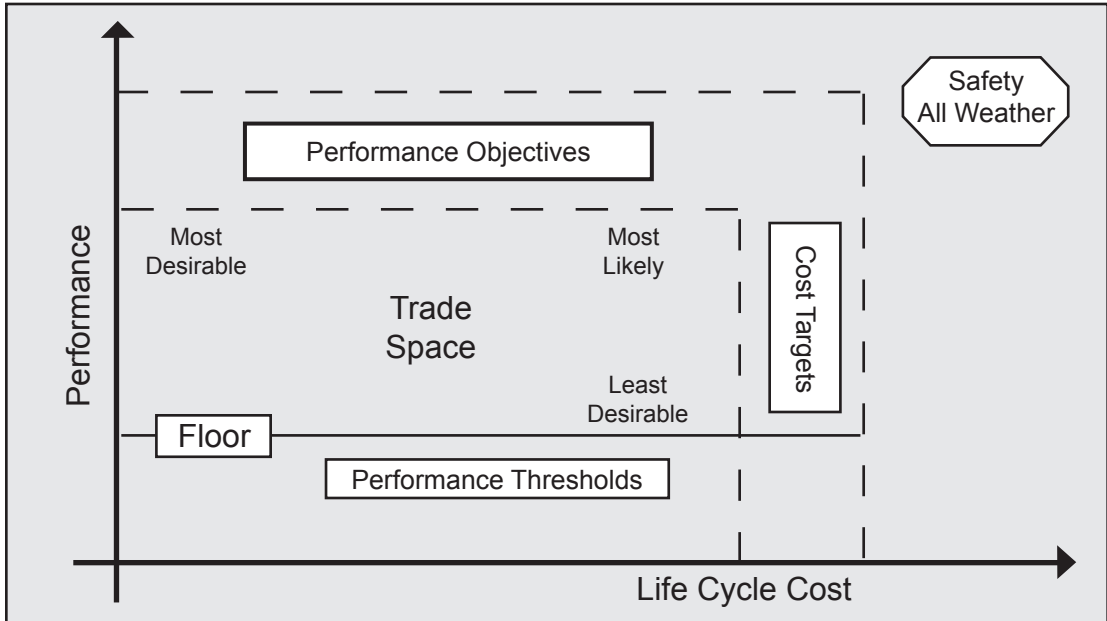 Safety
All Weather
Performance Objectives
Most
Desirable
Most
Likely
Trade
Space
Cost Targets
Performance
Least
Desirable
Floor
Performance Thresholds
Life Cycle Cost